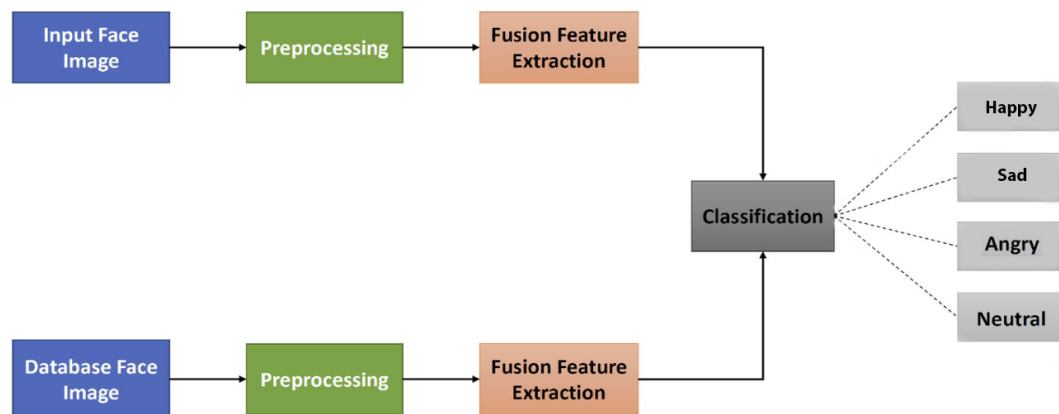 Input Face
Image
Preprocessing
Fusion Feature
Extraction
Happy
Sad
Classification
Angry
Neutral
Database Face
Image
Preprocessing
Fusion Feature
Extraction